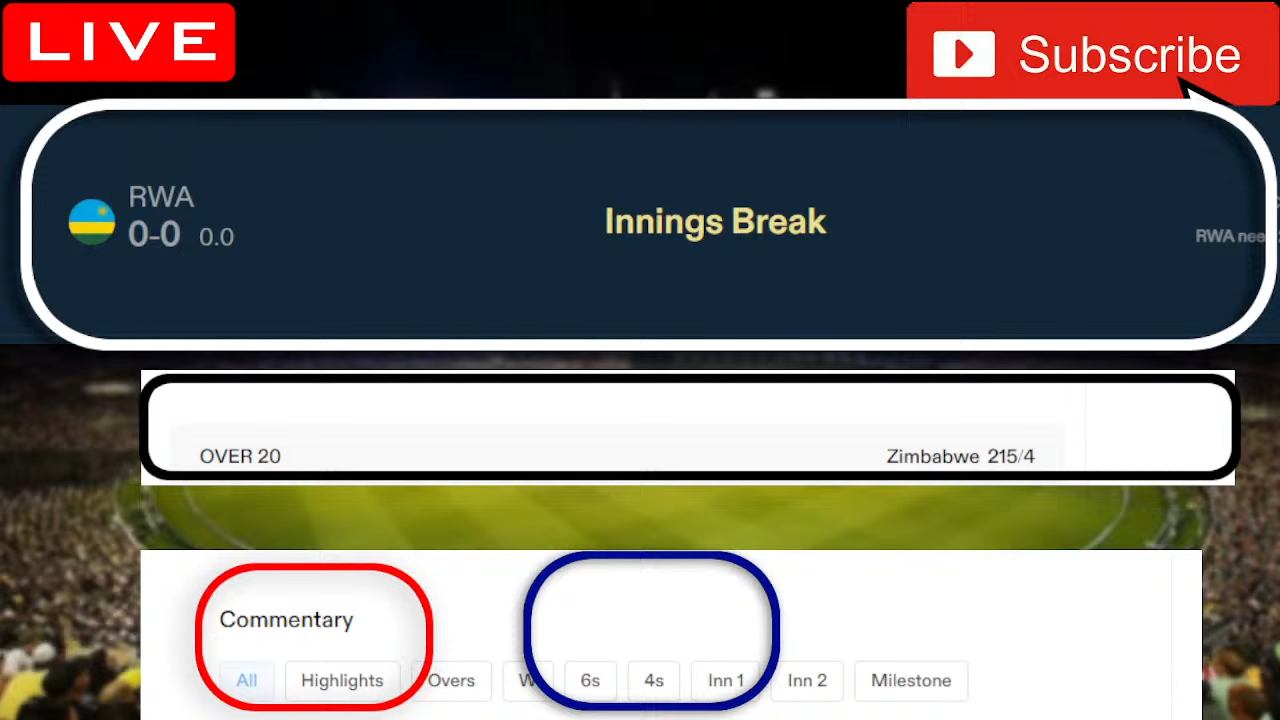 LIVE
Subscribe
RWA
0-0 0.0
Innings Break
RWA
OVER 20
Zimbabwe 215/4
Commentary
All
Highlights
Overs
6s
4s
Inn 1
Inn 2
Milestone